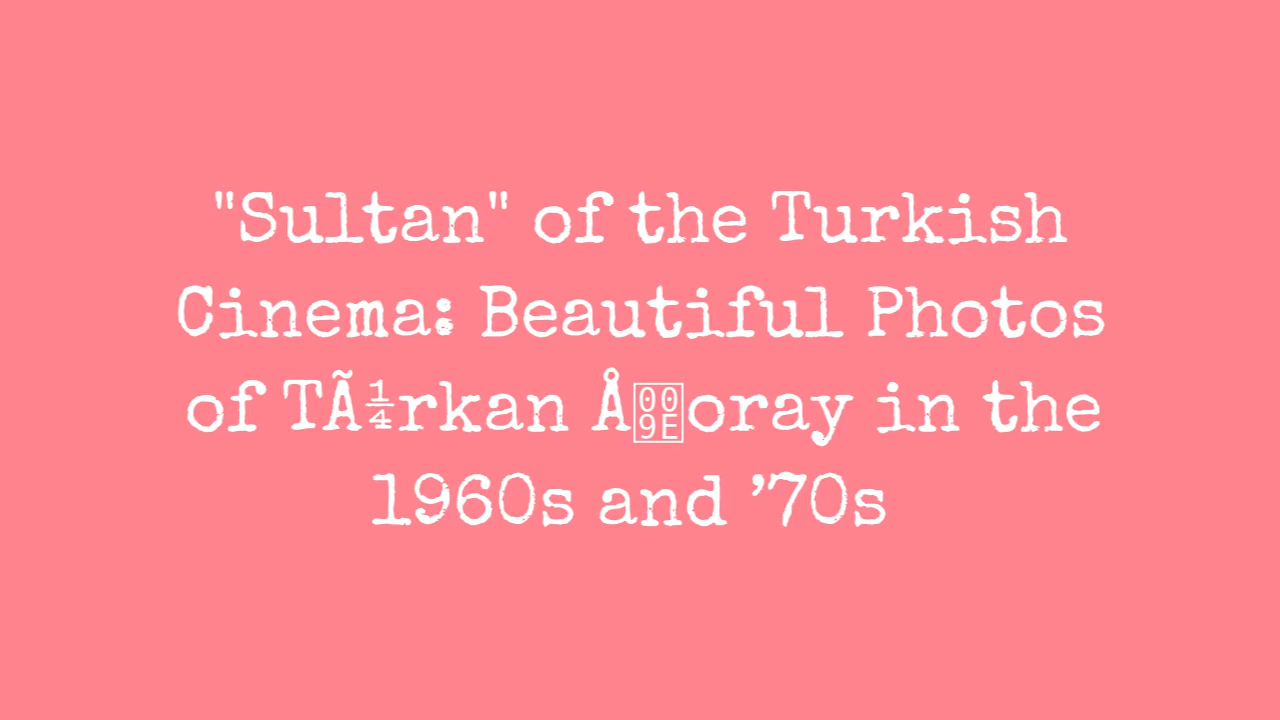 "Sultan" of the Turkish
Cinema: Beautiful Photos
of TÃ¼rkan Åoray in the
1960s and ’70s